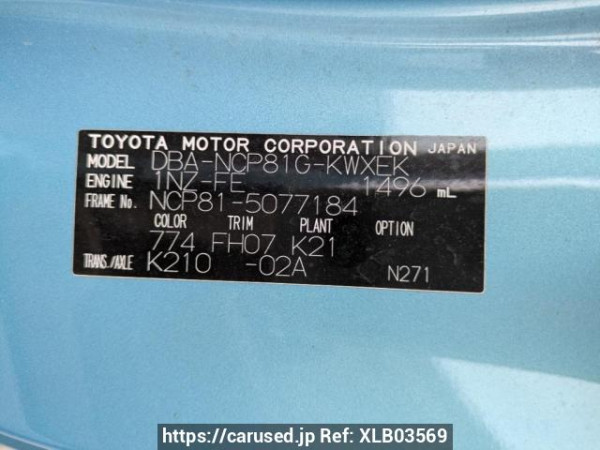 TOYOTA MOTOR CORPORATION JAPAN
MODEL DBA-NCP81G-KWXEK
ENGINE 1NZ-FE 1496 mL
FRAME No. NCP81-5077184
COLOR TRIM PLANT OPTION
774 FH07 K21
TRANS/AXLE K210 -02A N271
https://carused.jp Ref: XLB03569